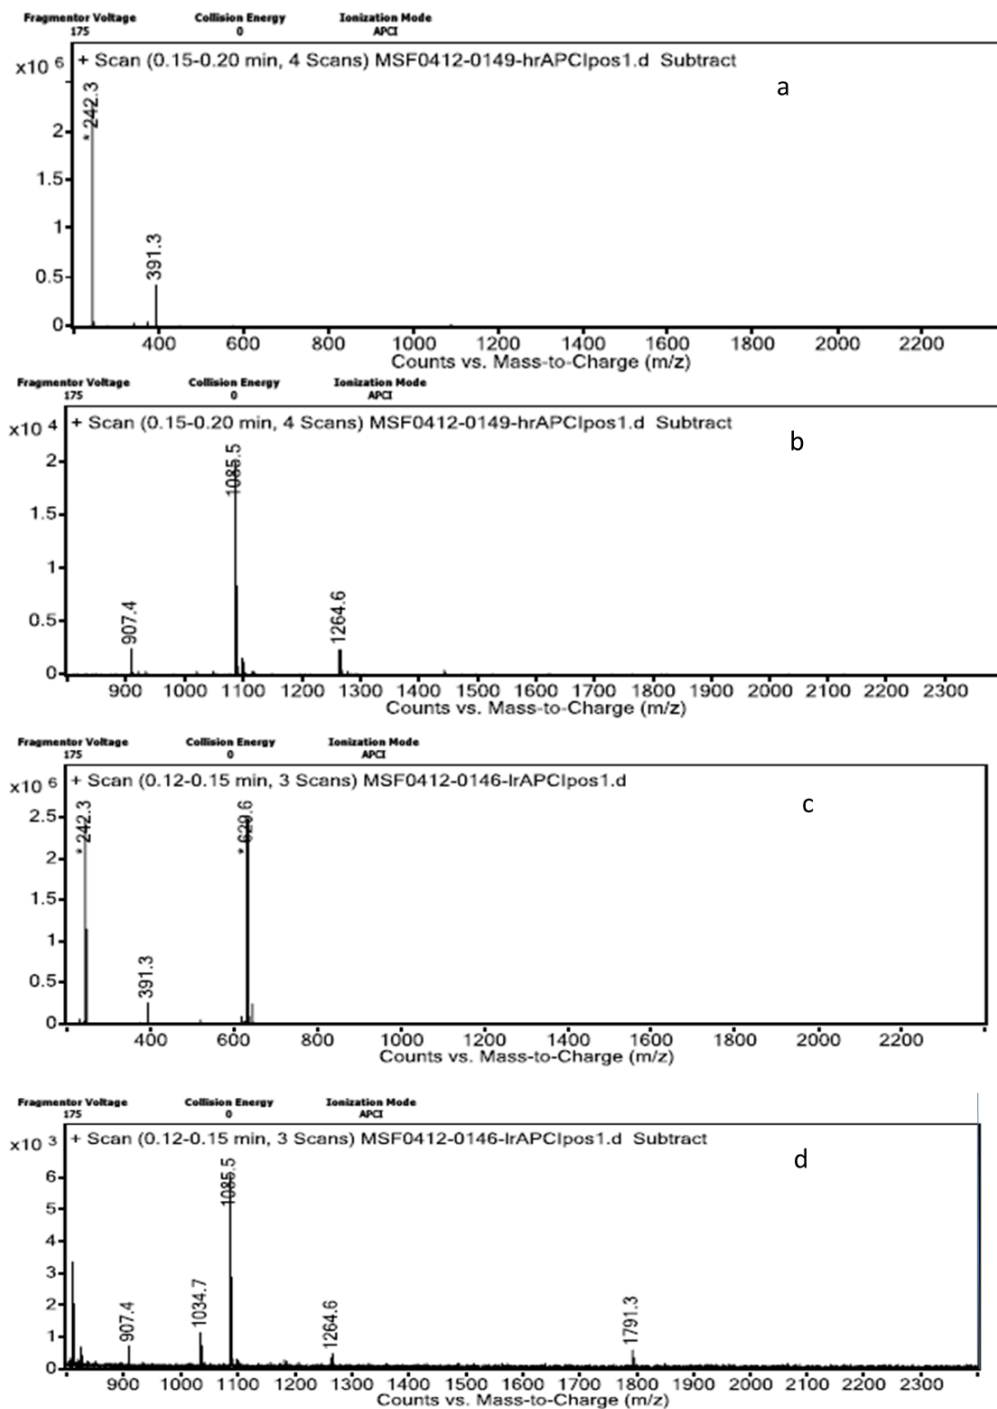 Fragmentor Voltage Collision Energy Ionization Mode
175 0 APCI
x10 6 + Scan (0.15-0.20 min, 4 Scans) MSF0412-0149-hrAPCIpos1.d Subtract
a
* 242.3
2
1.5
1
391.3
0.5
0
400 600 800 1000 1200 1400 1600 1800 2000 2200
Counts vs. Mass-to-Charge (m/z)
Fragmentor Voltage Collision Energy Ionization Mode
175 0 APCI
x10 4 + Scan (0.15-0.20 min, 4 Scans) MSF0412-0149-hrAPCIpos1.d Subtract
b
2
1085.5
1.5
1
0.5
907.4
1264.6
0
900 1000 1100 1200 1300 1400 1500 1600 1700 1800 1900 2000 2100 2200 2300
Counts vs. Mass-to-Charge (m/z)
Fragmentor Voltage Collision Energy Ionization Mode
175 0 APCI
x10 6 + Scan (0.12-0.15 min, 3 Scans) MSF0412-0146-lrAPCIpos1.d
c
2.5
* 242.3
* 629.6
2
1.5
1
0.5
391.3
0
400 600 800 1000 1200 1400 1600 1800 2000 2200
Counts vs. Mass-to-Charge (m/z)
Fragmentor Voltage Collision Energy Ionization Mode
175 0 APCI
x10 3 + Scan (0.12-0.15 min, 3 Scans) MSF0412-0146-lrAPCIpos1.d Subtract
d
6
1085.5
5
4
3
2
1
907.4
1034.7
1264.6
1791.3
0
900 1000 1100 1200 1300 1400 1500 1600 1700 1800 1900 2000 2100 2200 2300
Counts vs. Mass-to-Charge (m/z)